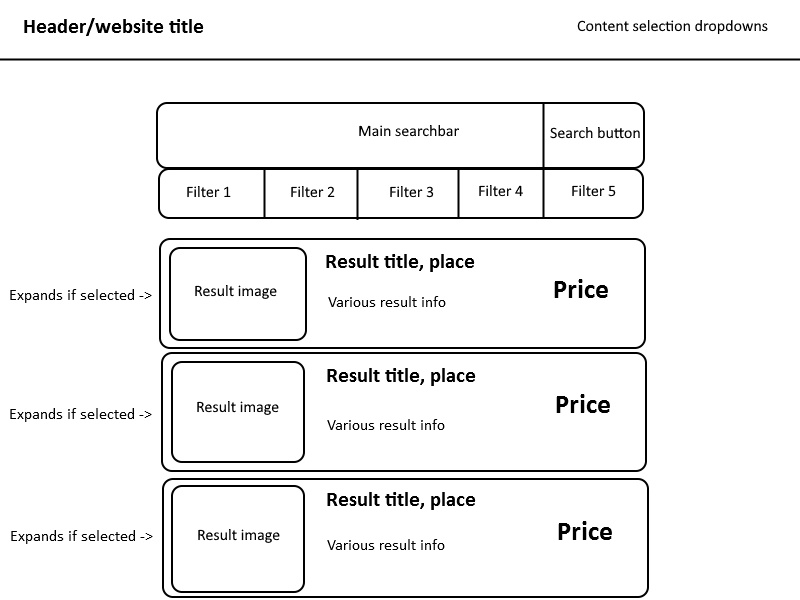 Header/website title
Content selection dropdowns
Main searchbar
Search button
Filter 1
Filter 2
Filter 3
Filter 4
Filter 5
Expands if selected ->
Result image
Result title, place
Various result info
Price
Expands if selected ->
Result image
Result title, place
Various result info
Price
Expands if selected ->
Result image
Result title, place
Various result info
Price